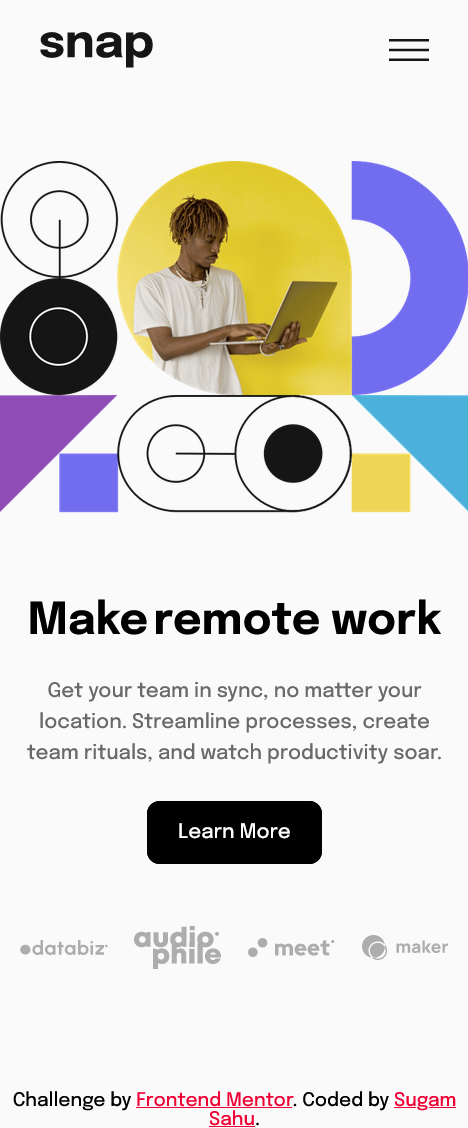 snap
Make remote work
Get your team in sync, no matter your
location. Streamline processes, create
team rituals, and watch productivity soar.
Learn More
databiz
audiophile
meet
maker
Challenge by Frontend Mentor. Coded by Sugam
Sahu.